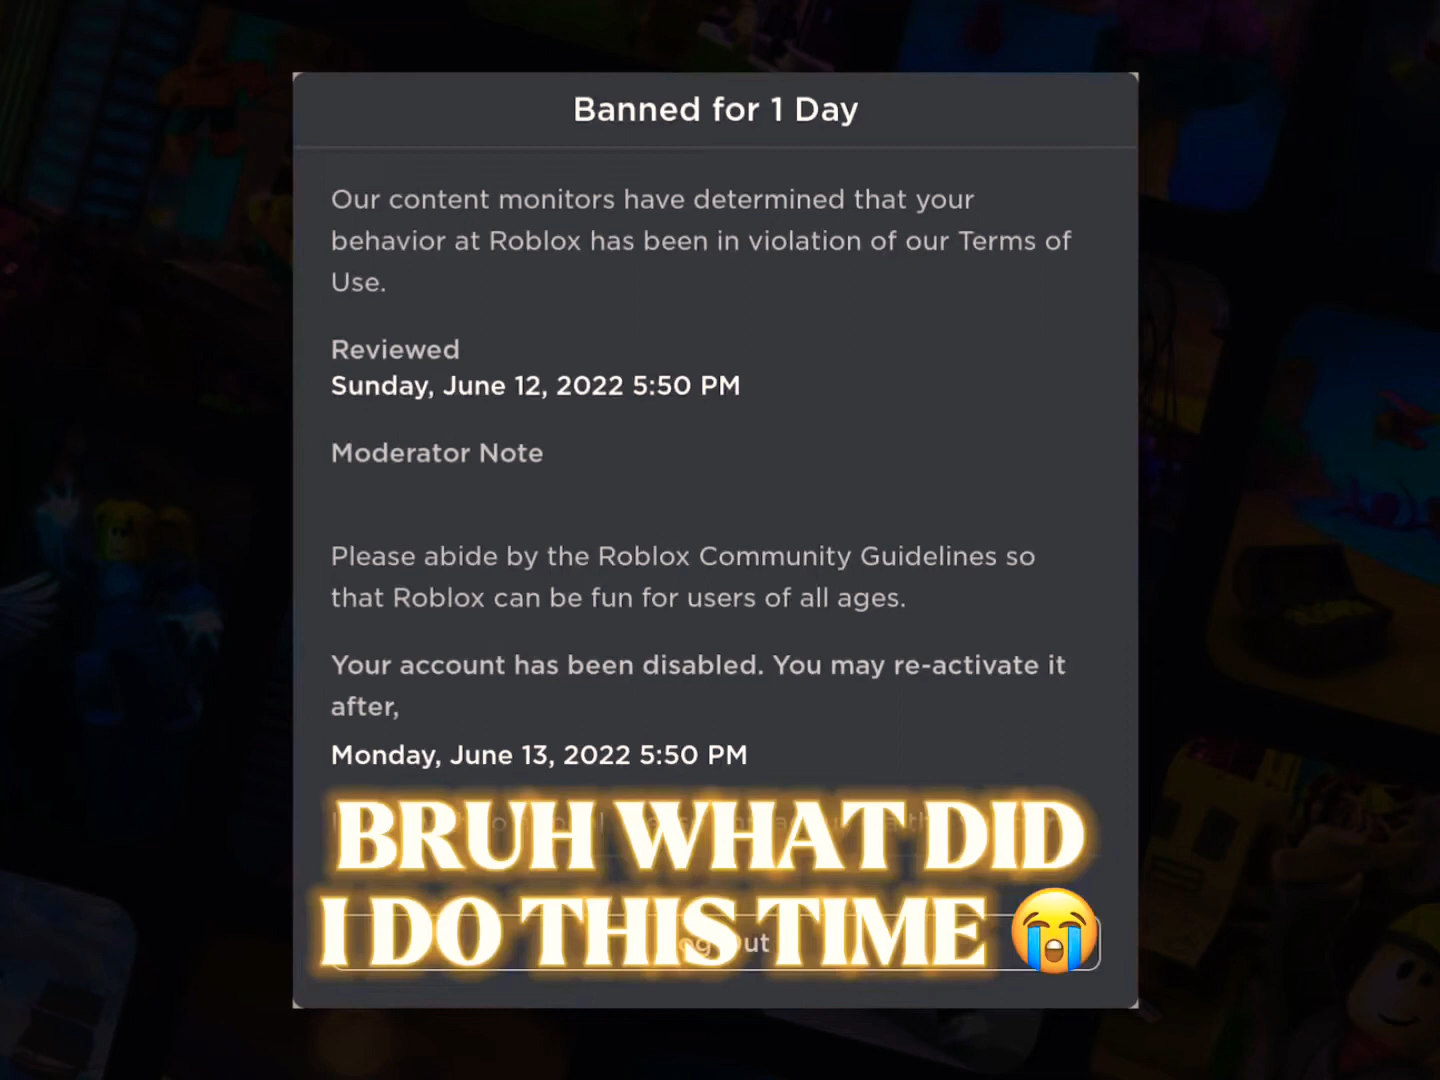 Banned for 1 Day
Our content monitors have determined that your
behavior at Roblox has been in violation of our Terms of
Use.
Reviewed
Sunday, June 12, 2022 5:50 PM
Moderator Note
Please abide by the Roblox Community Guidelines so
that Roblox can be fun for users of all ages.
Your account has been disabled. You may re-activate it
after,
Monday, June 13, 2022 5:50 PM
BRUH WHAT DID
I DO THIS TIME 😭